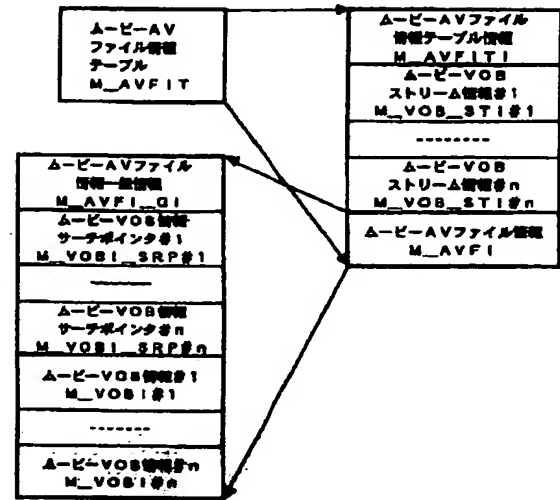 ムービーAV
ファイル情報
テーブル
M_AVFIT
ムービーAVファイル
情報テーブル情報
M_AVFITI
ムービーVOB
ストリーム情報#1
M_VOB_STI#1
--------
ムービーVOB
ストリーム情報#n
M_VOB_STI#n
ムービーAVファイル情報
M_AVFI
ムービーAVファイル
情報一般情報
M_AVFI_GI
ムービーVOB情報
サーチポインタ#1
M_VOBI_SRP#1
-------
ムービーVOB情報
サーチポインタ#n
M_VOBI_SRP#n
ムービーVOB情報#1
M_VOBI#1
-------
ムービーVOB情報#n
M_VOBI#n